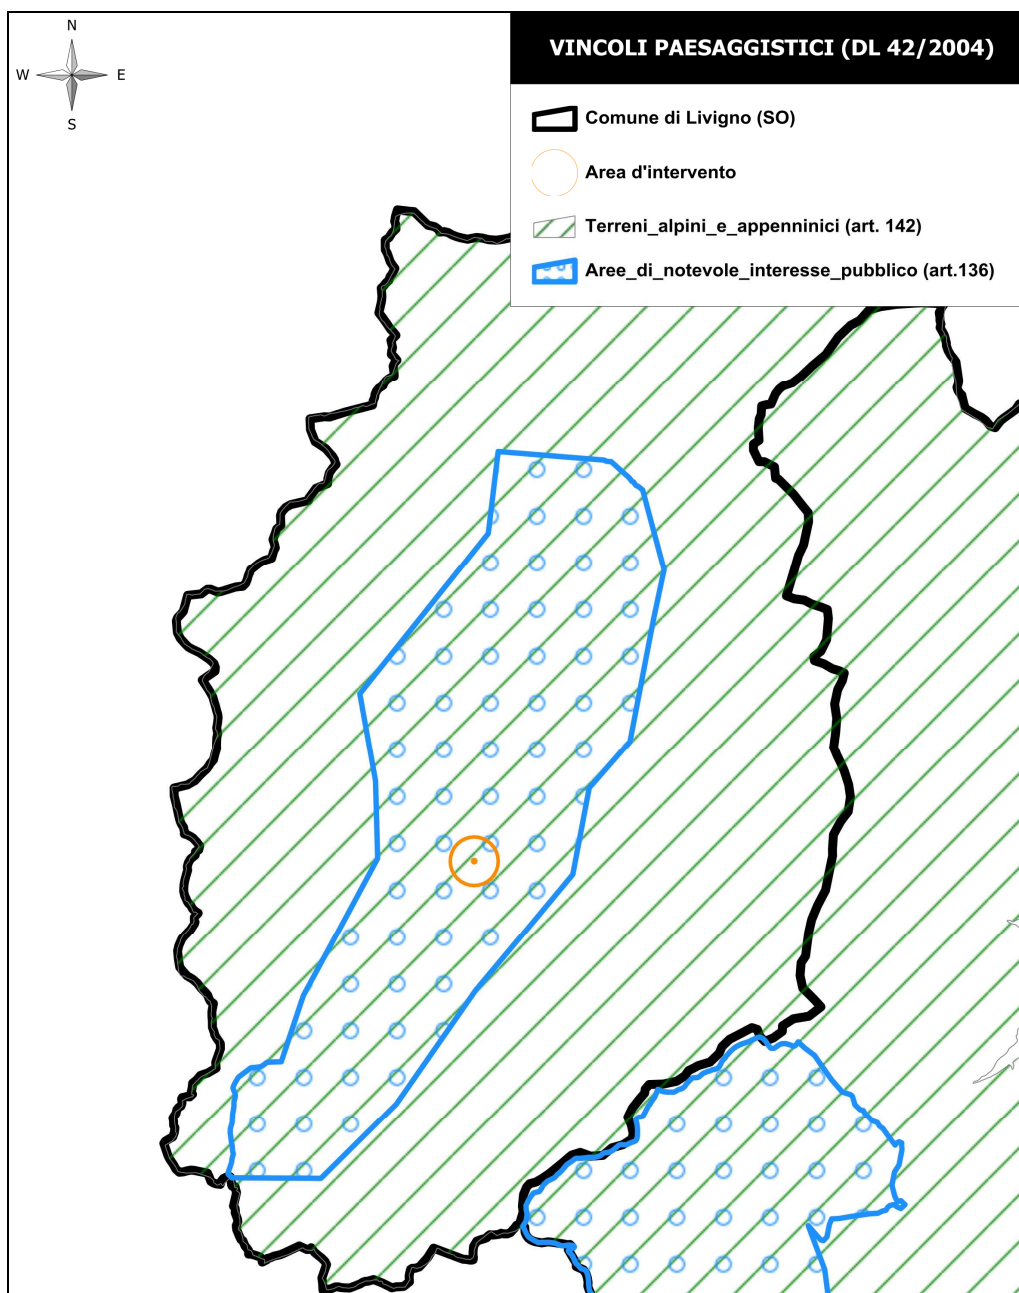 N
W E
S
VINCOLI PAESAGGISTICI (DL 42/2004)
Comune di Livigno (SO)
Area d'intervento
Terreni_alpini_e_appenninici (art. 142)
Aree_di_notevole_interesse_pubblico (art.136)